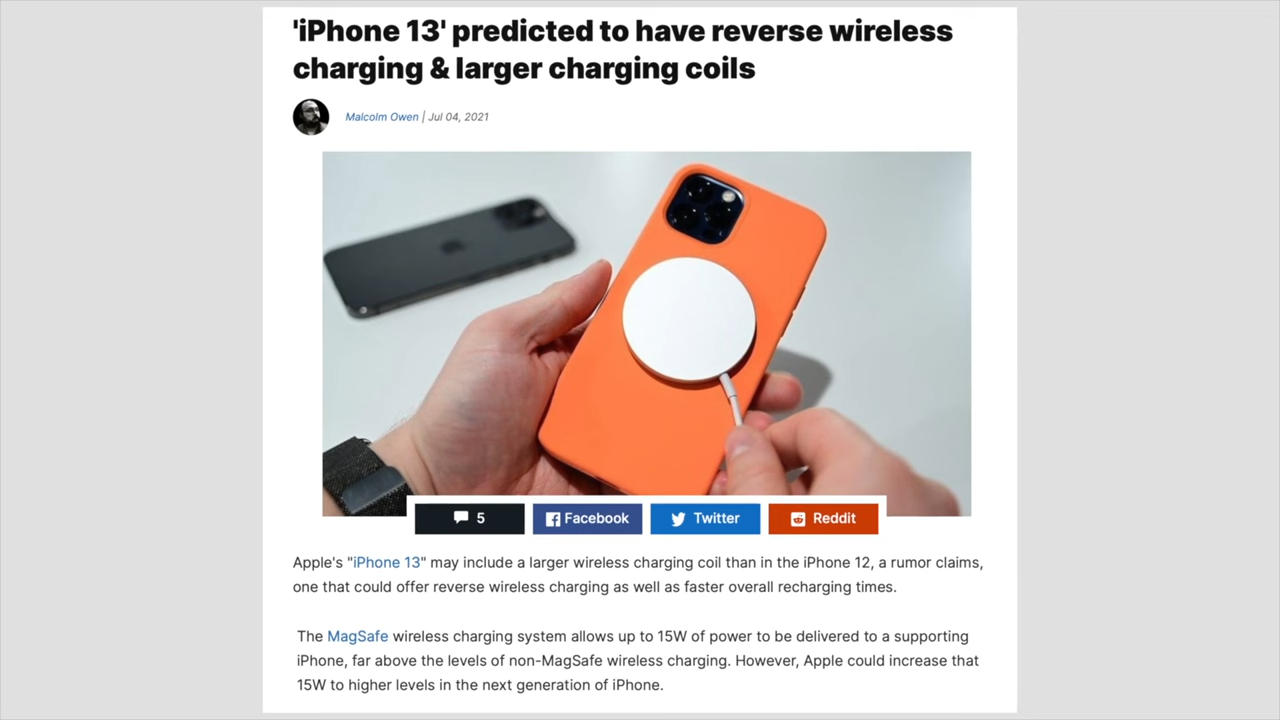 'iPhone 13' predicted to have reverse wireless
charging & larger charging coils
Malcolm Owen | Jul 04, 2021
5
Facebook
Twitter
Reddit
Apple's "iPhone 13" may include a larger wireless charging coil than in the iPhone 12, a rumor claims,
one that could offer reverse wireless charging as well as faster overall recharging times.
The MagSafe wireless charging system allows up to 15W of power to be delivered to a supporting
iPhone, far above the levels of non-MagSafe wireless charging. However, Apple could increase that
15W to higher levels in the next generation of iPhone.